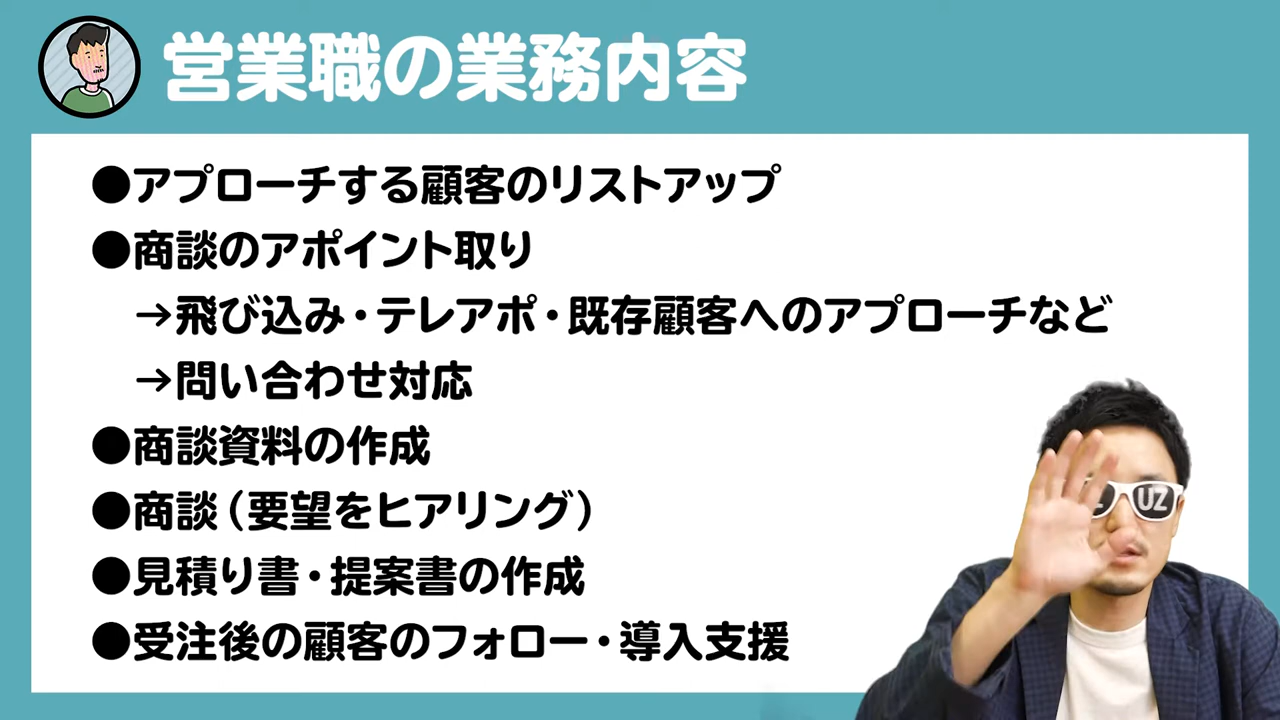 営業職の業務内容
●アプローチする顧客のリストアップ
●商談のアポイント取り
→飛び込み・テレアポ・既存顧客へのアプローチなど
→問い合わせ対応
●商談資料の作成
●商談（要望をヒアリング）
●見積り書・提案書の作成
●受注後の顧客のフォロー・導入支援
UZ